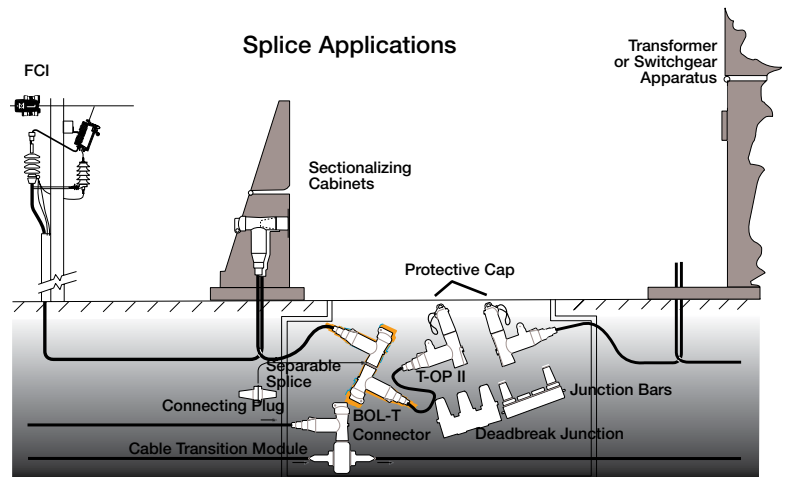 Splice Applications
FCI
Transformer
or Switchgear
Apparatus
Sectionalizing
Cabinets
Protective Cap
Separable
Splice
T-OP II
Connecting Plug
Junction Bars
BOL-T
Connector
Deadbreak Junction
Cable Transition Module